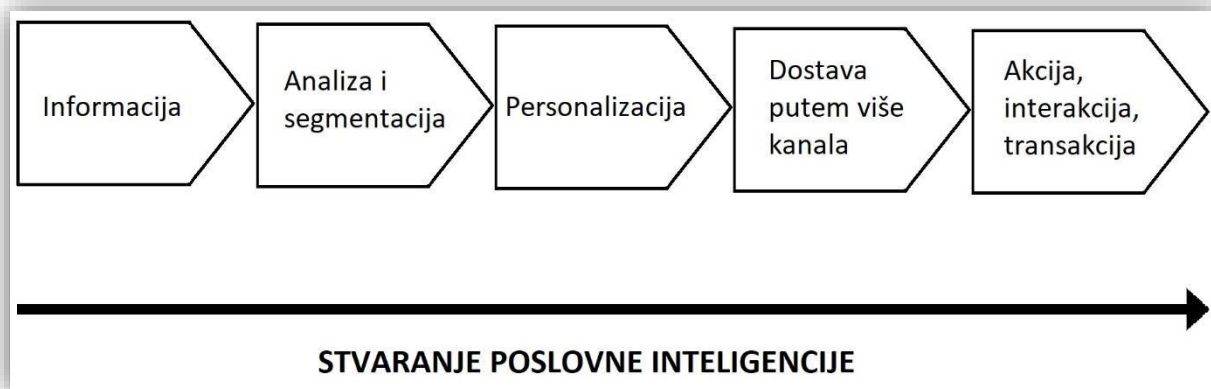 Informacija
Analiza i
segmentacija
Personalizacija
Dostava
putem više
kanala
Akcija,
interakcija,
transakcija
STVARANJE POSLOVNE INTELIGENCIJE